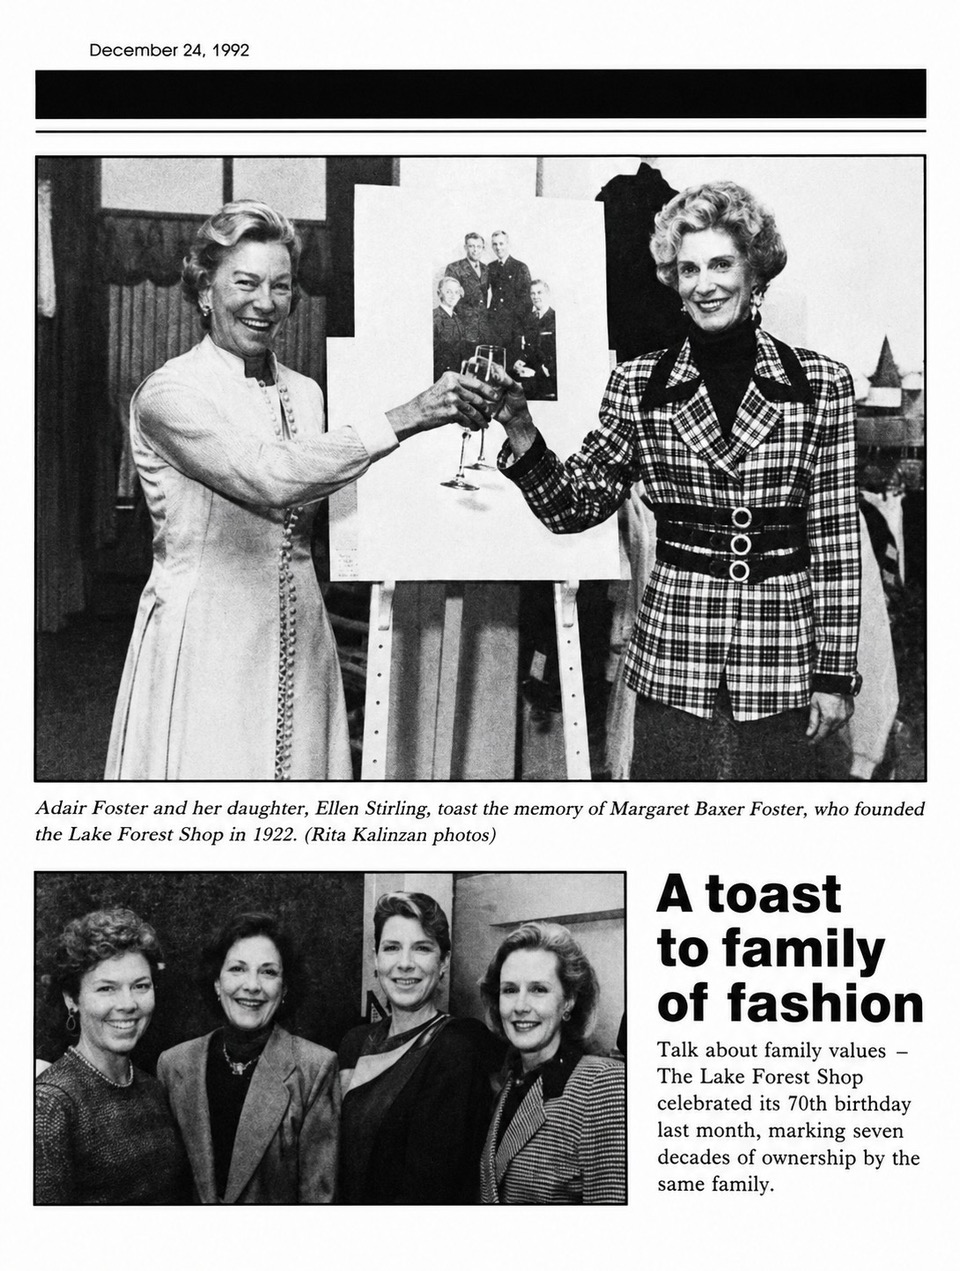 December 24, 1992
Adair Foster and her daughter, Ellen Stirling, toast the memory of Margaret Baxer Foster, who founded
the Lake Forest Shop in 1922. (Rita Kalinzan photos)
A toast
to family
of fashion
Talk about family values –
The Lake Forest Shop
celebrated its 70th birthday
last month, marking seven
decades of ownership by the
same family.